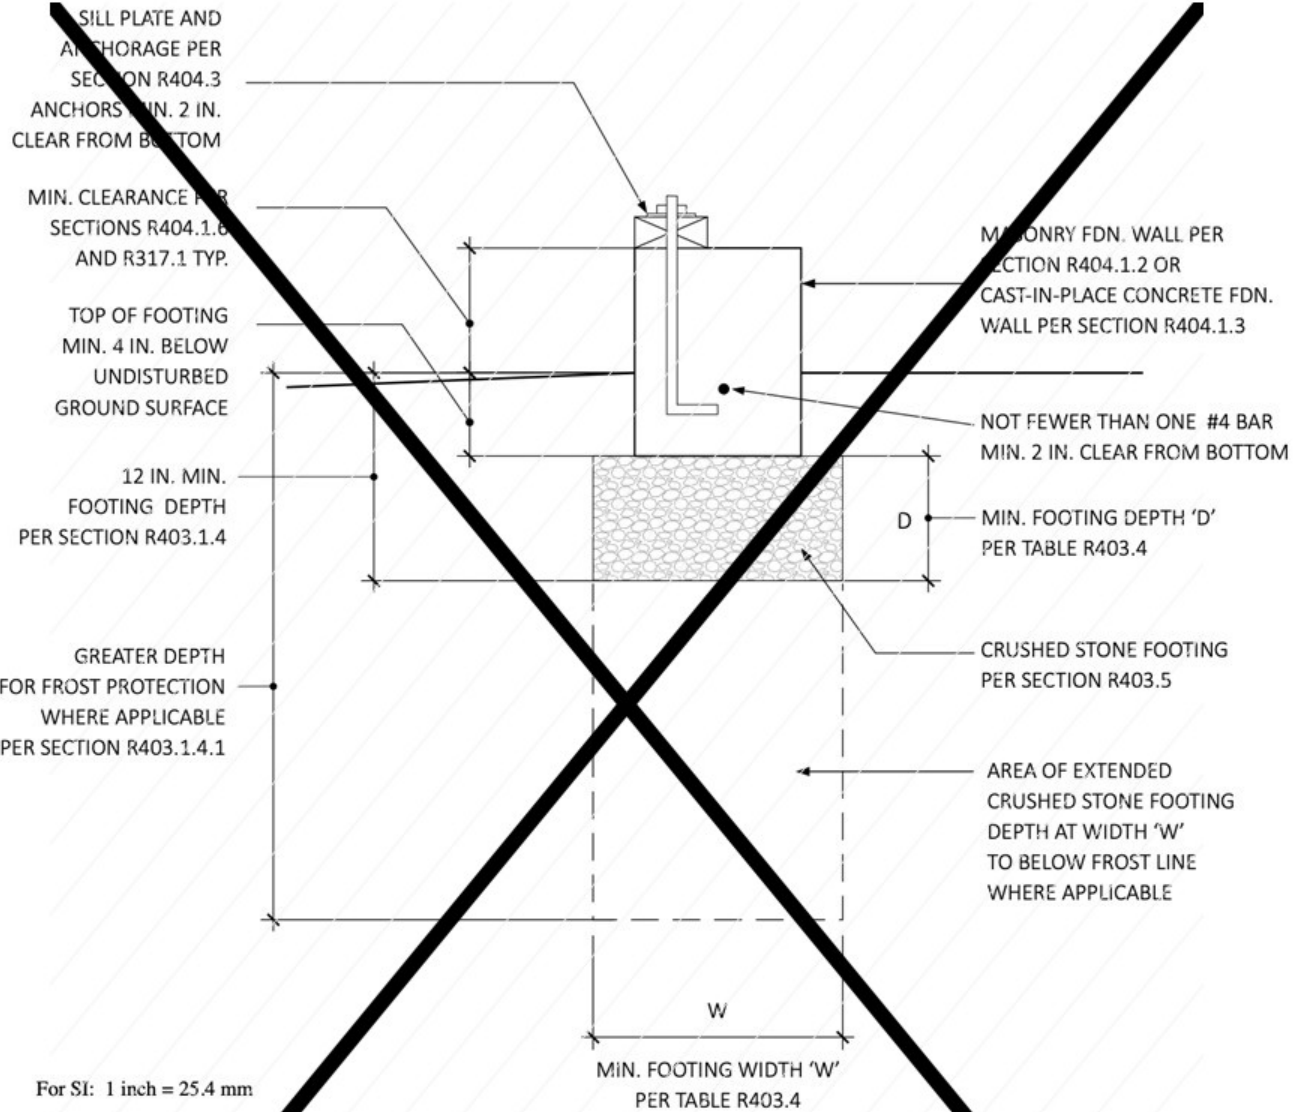 SILL PLATE AND
ANCHORAGE PER
SECTION R404.3
ANCHORS MIN. 2 IN.
CLEAR FROM BOTTOM
MIN. CLEARANCE PER
SECTIONS R404.1.6
AND R317.1 TYP.
TOP OF FOOTING
MIN. 4 IN. BELOW
UNDISTURBED
GROUND SURFACE
12 IN. MIN.
FOOTING DEPTH
PER SECTION R403.1.4
GREATER DEPTH
FOR FROST PROTECTION
WHERE APPLICABLE
PER SECTION R403.1.4.1
MASONRY FDN. WALL PER
SECTION R404.1.2 OR
CAST-IN-PLACE CONCRETE FDN.
WALL PER SECTION R404.1.3
NOT FEWER THAN ONE #4 BAR
MIN. 2 IN. CLEAR FROM BOTTOM
D
MIN. FOOTING DEPTH ‘D’
PER TABLE R403.4
CRUSHED STONE FOOTING
PER SECTION R403.5
AREA OF EXTENDED
CRUSHED STONE FOOTING
DEPTH AT WIDTH ‘W’
TO BELOW FROST LINE
WHERE APPLICABLE
W
MIN. FOOTING WIDTH ‘W’
PER TABLE R403.4
For SI: 1 inch = 25.4 mm